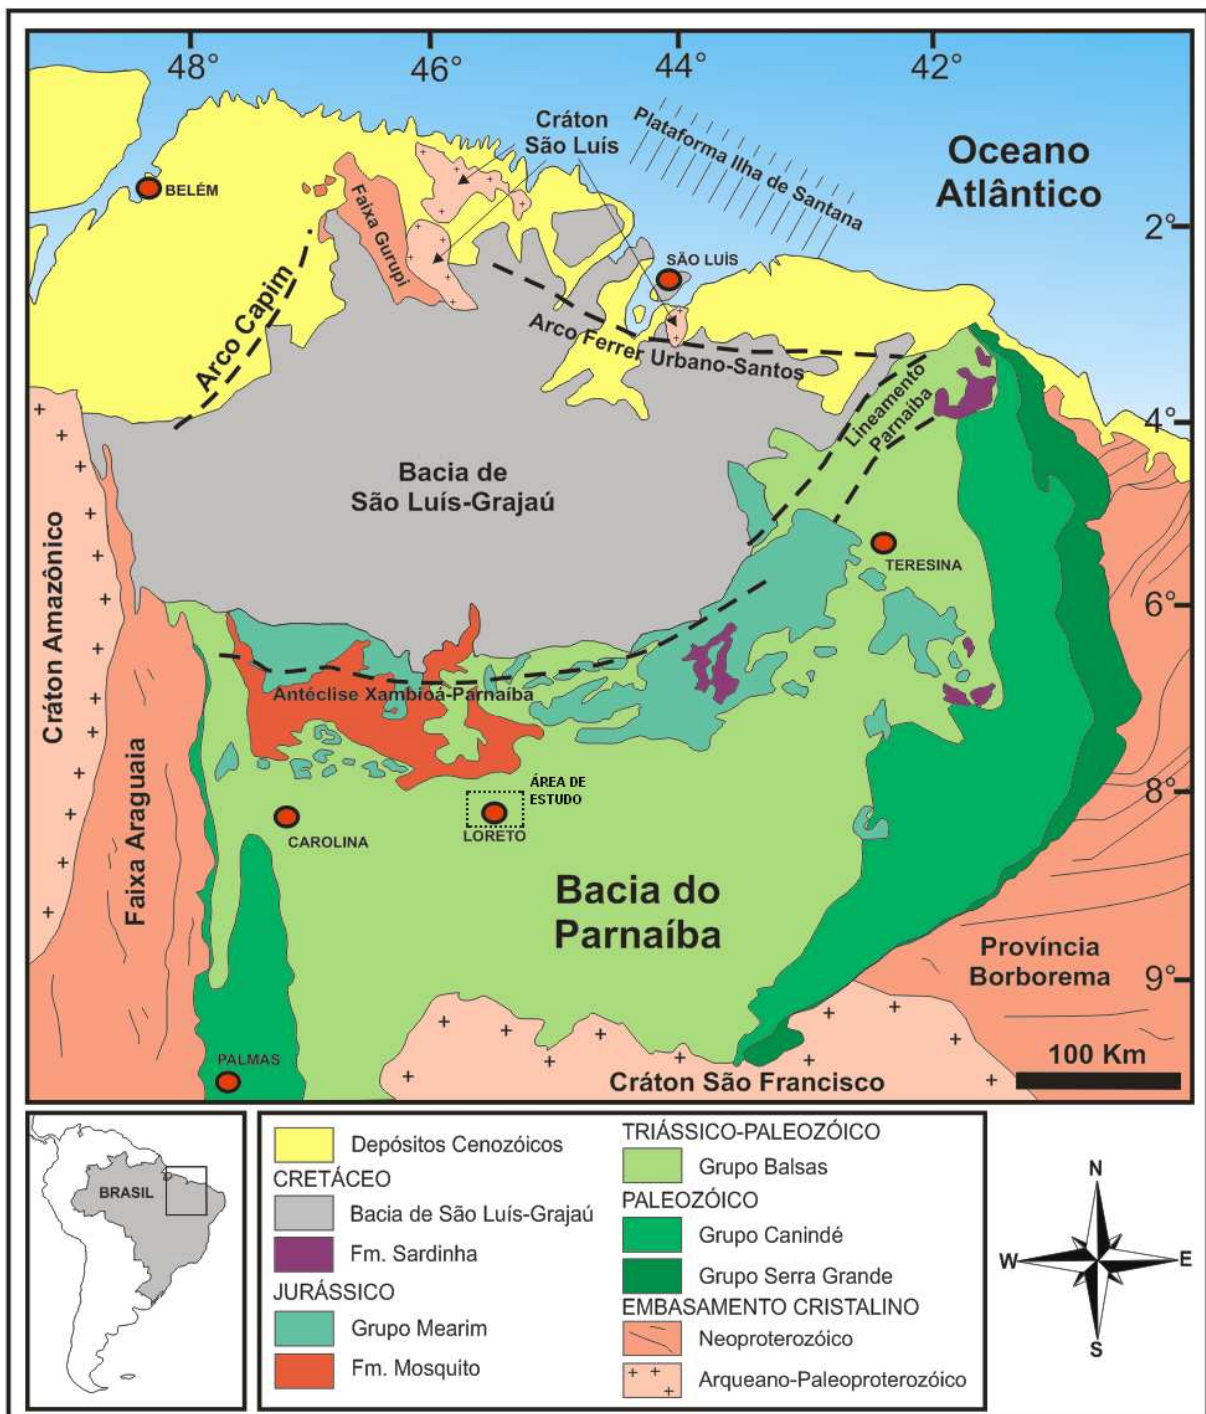 48°
46°
44°
42°
Cráton
São Luís
Plataforma Ilha de Santana
Oceano
Atlântico
BELÉM
Faixa Gurupi
2°
SÃO LUÍS
Arco Capim
Arco Ferrer Urbano-Santos
Lineamento
Parnaíba
4°
Bacia de
São Luís-Grajaú
Cráton Amazônico
TERESINA
6°
Antéclise Xambioá-Parnaíba
Faixa Araguaia
ÁREA DE
ESTUDO
8°
CAROLINA
LORETO
Bacia do
Parnaíba
Província
Borborema
9°
PALMAS
100 Km
Cráton São Francisco
BRASIL
Depósitos Cenozóicos
CRETÁCEO
Bacia de São Luís-Grajaú
Fm. Sardinha
JURÁSSICO
Grupo Mearim
Fm. Mosquito
TRIÁSSICO-PALEOZÓICO
Grupo Balsas
PALEOZÓICO
Grupo Canindé
Grupo Serra Grande
EMBASAMENTO CRISTALINO
Neoproterozóico
Arqueano-Paleoproterozóico
N
W
E
S